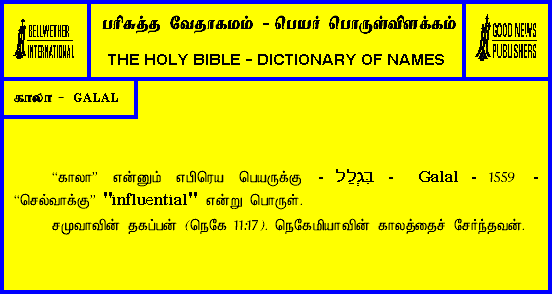 BELLWETHER
INTERNATIONAL
பரிசுத்த வேதாகமம் - பெயர் பொருள்விளக்கம்
THE HOLY BIBLE - DICTIONARY OF NAMES
GOOD NEWS
PUBLISHERS
காலா - GALAL
“காலா” என்னும் எபிரெய பெயருக்கு - בִּגְלַל - Galal - 1559 -
“செல்வாக்கு” "influential" என்று பொருள்.
சமுவாவின் தகப்பன் (நெகே 11:17). நெகேமியாவின் காலத்தைச் சேர்ந்தவன்.